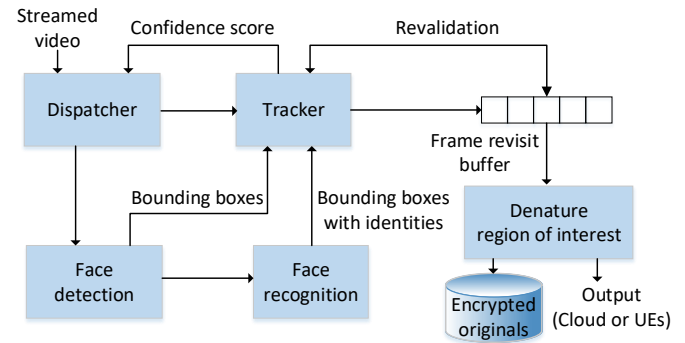 Streamed
video
Confidence score
Revalidation
Dispatcher
Tracker
Frame revisit
buffer
Bounding boxes
Bounding boxes
with identities
Denature
region of interest
Face
detection
Face
recognition
Encrypted
originals
Output
(Cloud or UEs)